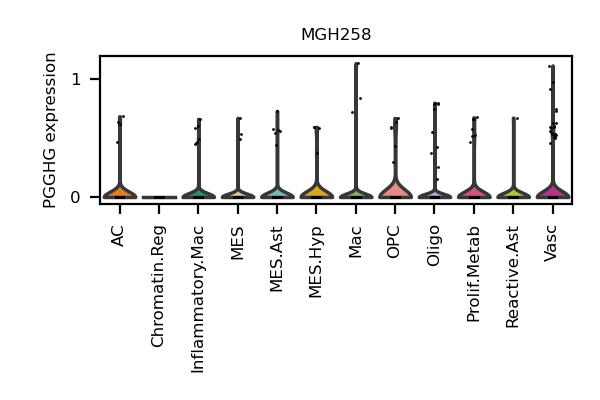 MGH258
PGGHG expression
1
0
AC
Chromatin.Reg
Inflammatory.Mac
MES
MES.Ast
MES.Hyp
Mac
OPC
Oligo
Prolif.Metab
Reactive.Ast
Vasc